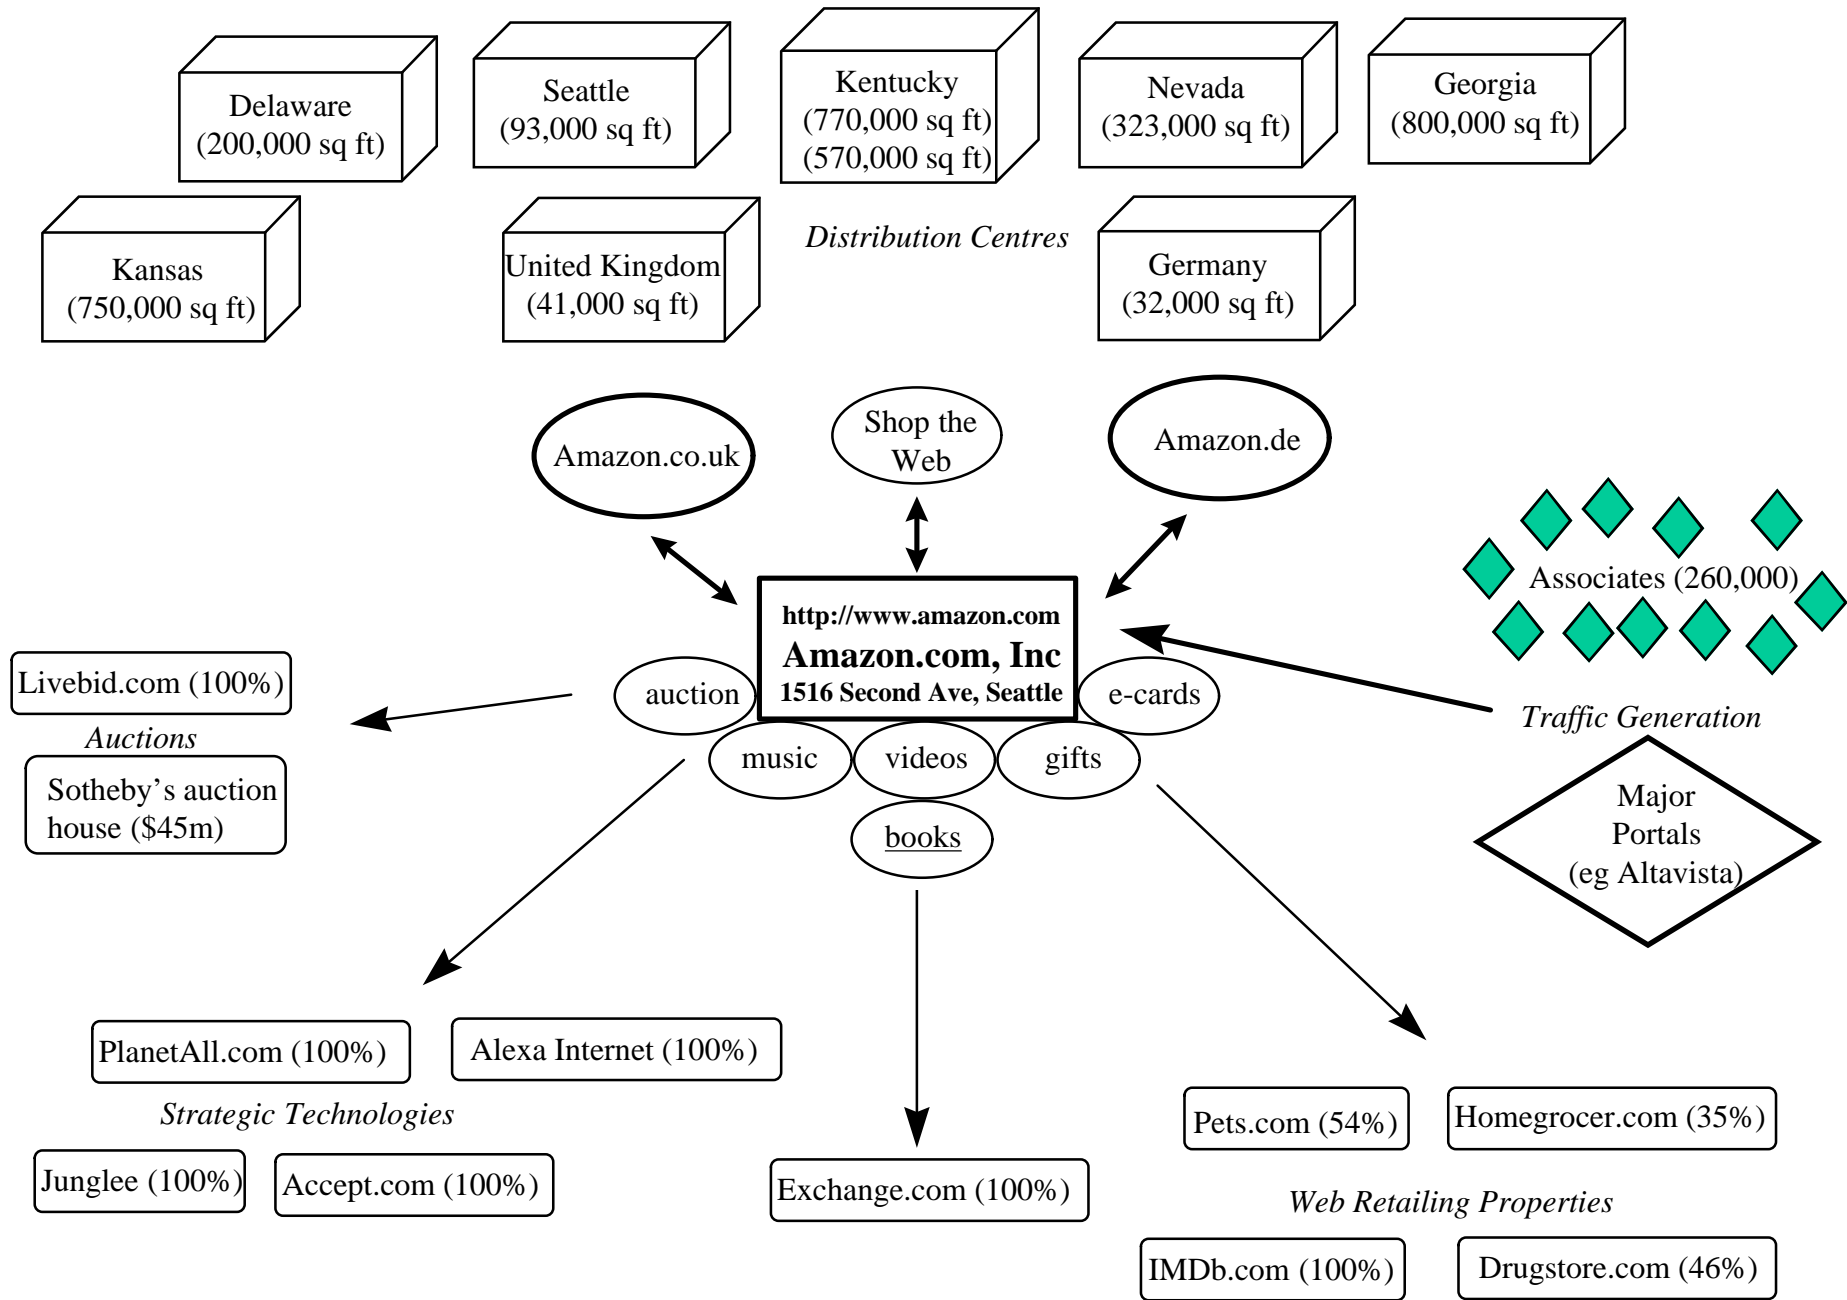 Delaware
(200,000 sq ft)
Seattle
(93,000 sq ft)
Kentucky
(770,000 sq ft)
(570,000 sq ft)
Nevada
(323,000 sq ft)
Georgia
(800,000 sq ft)
Kansas
(750,000 sq ft)
United Kingdom
(41,000 sq ft)
Distribution Centres
Germany
(32,000 sq ft)
Amazon.co.uk
Shop the
Web
Amazon.de
Associates (260,000)
http://www.amazon.com
Amazon.com, Inc
1516 Second Ave, Seattle
auction
e-cards
music
videos
gifts
books
Livebid.com (100%)
Auctions
Sotheby’s auction
house ($45m)
Traffic Generation
Major
Portals
(eg Altavista)
PlanetAll.com (100%)
Alexa Internet (100%)
Strategic Technologies
Junglee (100%)
Accept.com (100%)
Exchange.com (100%)
Pets.com (54%)
Homegrocer.com (35%)
Web Retailing Properties
IMDb.com (100%)
Drugstore.com (46%)